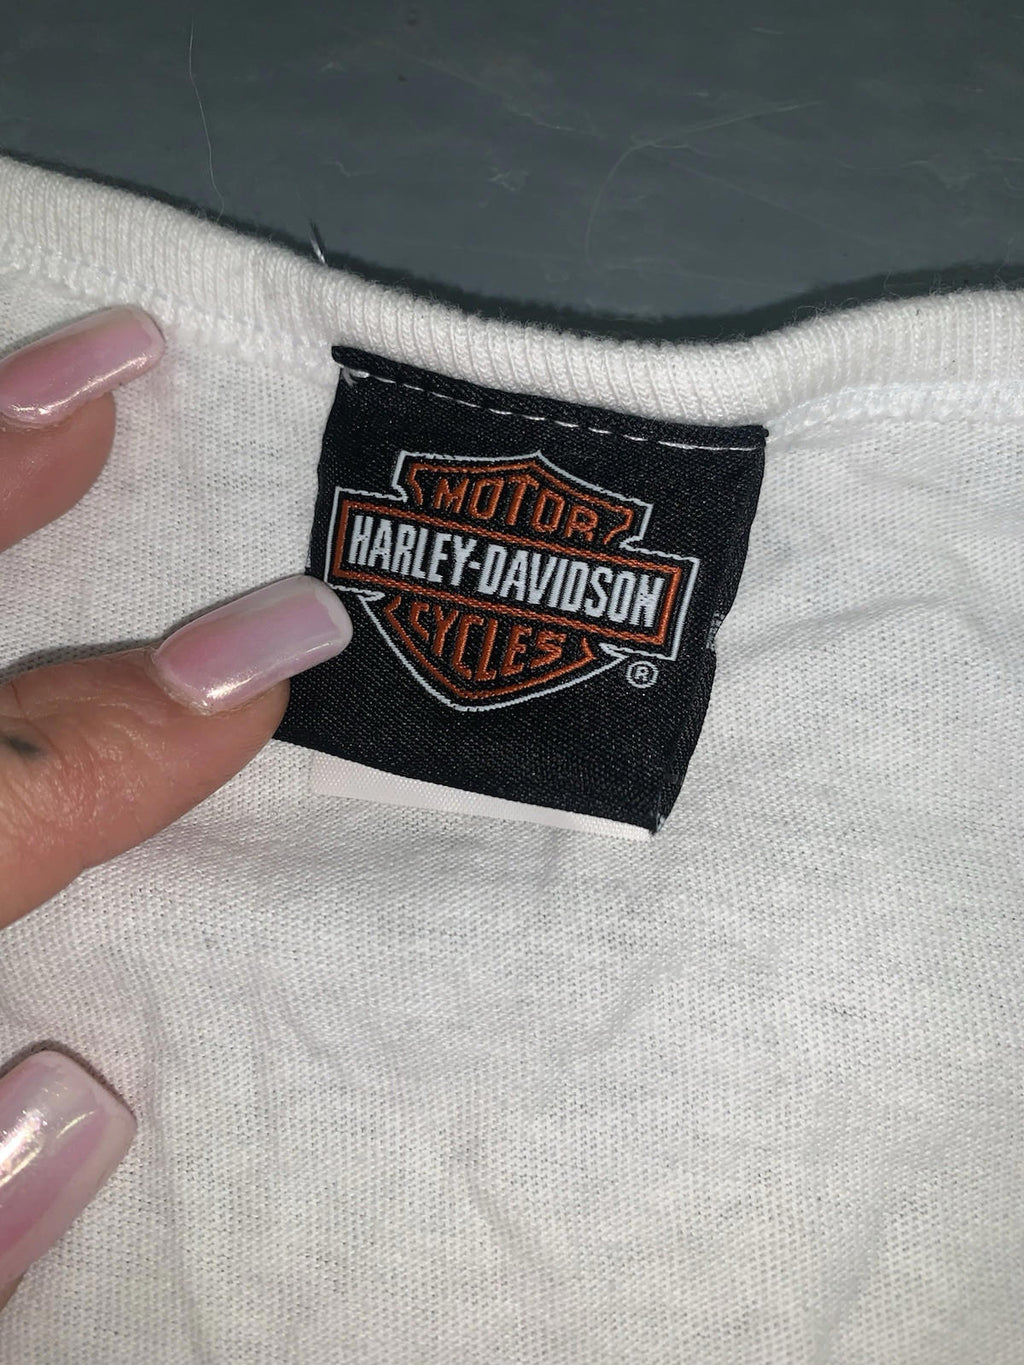 MOTOR
HARLEY-DAVIDSON
CYCLES
®